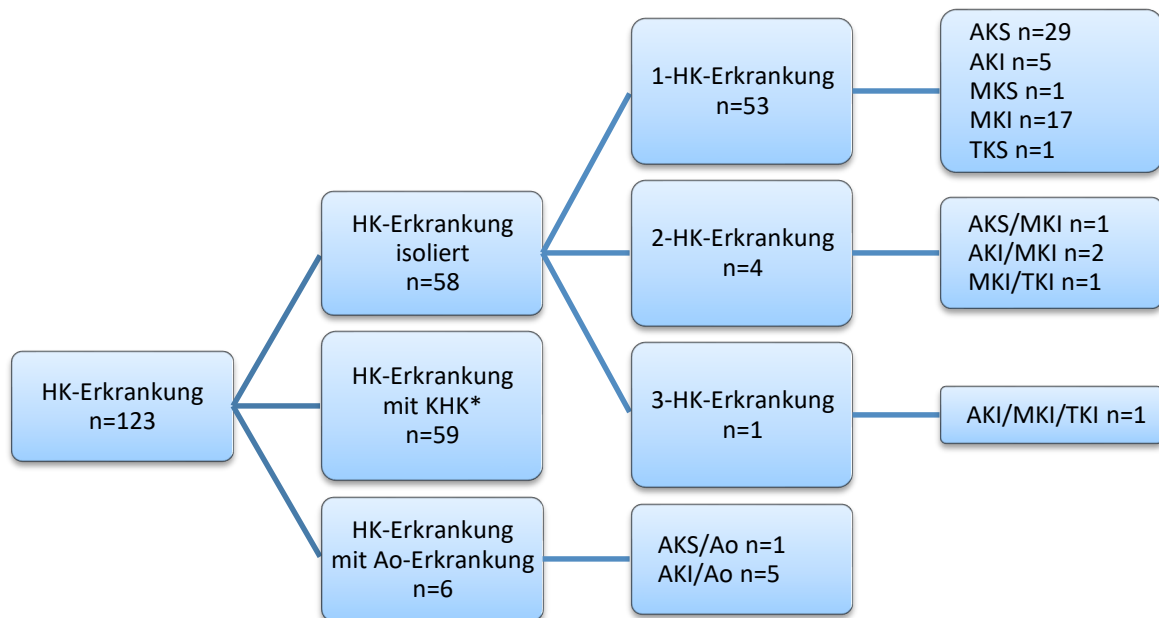 HK-Erkrankung
n=123
HK-Erkrankung
isoliert
n=58
HK-Erkrankung
mit KHK*
n=59
HK-Erkrankung
mit Ao-Erkrankung
n=6
1-HK-Erkrankung
n=53
2-HK-Erkrankung
n=4
3-HK-Erkrankung
n=1
AKS/Ao n=1
AKI/Ao n=5
AKS n=29
AKI n=5
MKS n=1
MKI n=17
TKS n=1
AKS/MKI n=1
AKI/MKI n=2
MKI/TKI n=1
AKI/MKI/TKI n=1